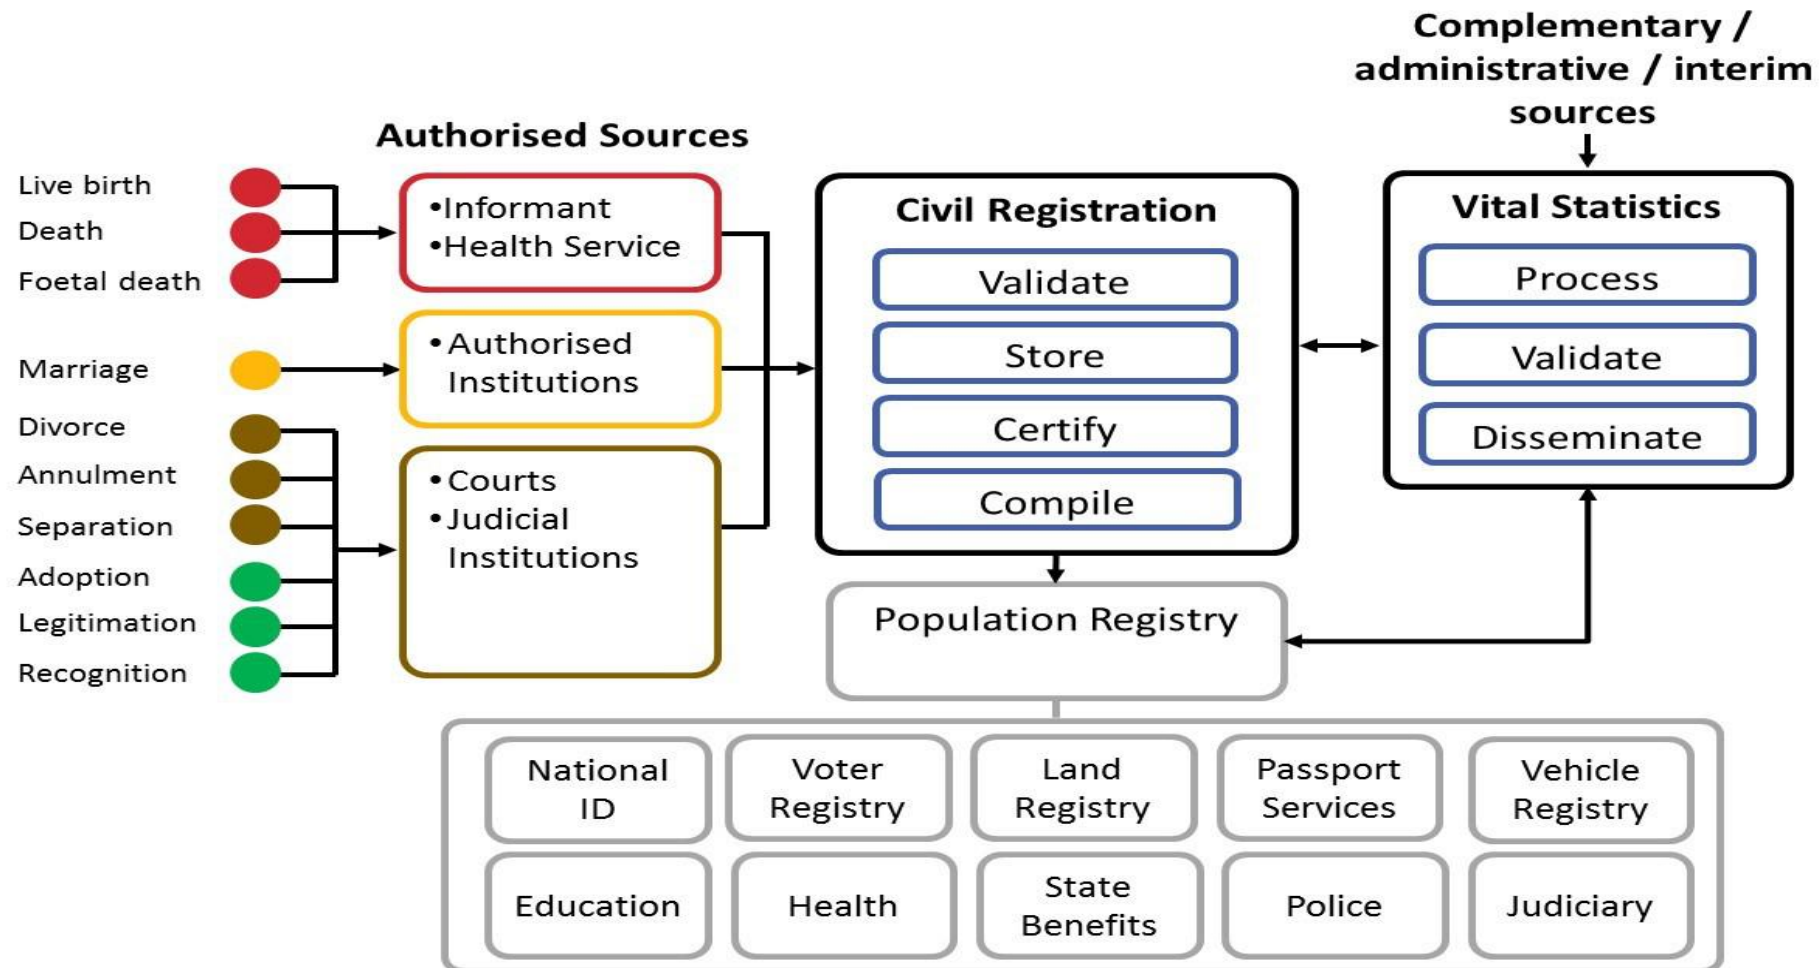 Complementary /
administrative / interim
sources
Authorised Sources
Live birth
Death
Foetal death
Marriage
Divorce
Annulment
Separation
Adoption
Legitimation
Recognition
•Informant
•Health Service
•Authorised
Institutions
•Courts
•Judicial
Institutions
Civil Registration
Validate
Store
Certify
Compile
Vital Statistics
Process
Validate
Disseminate
Population Registry
National
ID
Voter
Registry
Land
Registry
Passport
Services
Vehicle
Registry
Education
Health
State
Benefits
Police
Judiciary